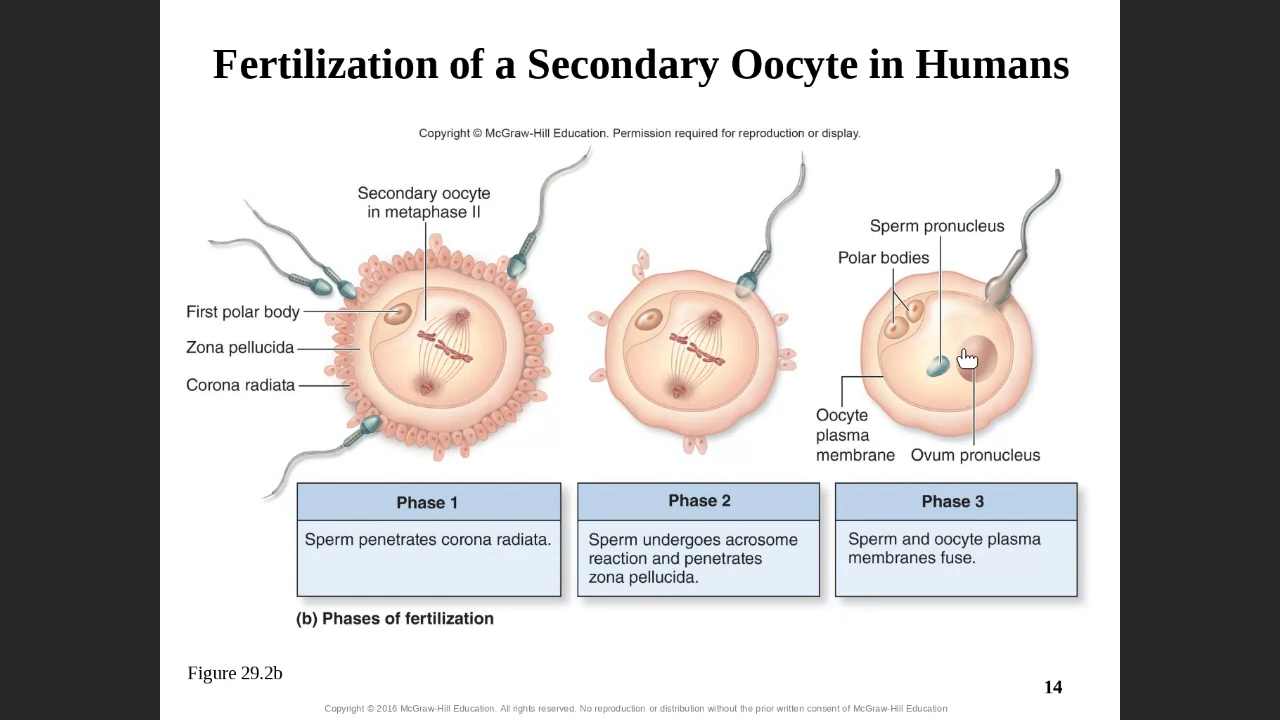 Fertilization of a Secondary Oocyte in Humans
Copyright © McGraw-Hill Education. Permission required for reproduction or display.
Secondary oocyte
in metaphase II
First polar body
Zona pellucida
Corona radiata
Sperm pronucleus
Polar bodies
Oocyte
plasma
membrane
Ovum pronucleus
Phase 1
Sperm penetrates corona radiata.
Phase 2
Sperm undergoes acrosome
reaction and penetrates
zona pellucida.
Phase 3
Sperm and oocyte plasma
membranes fuse.
(b) Phases of fertilization
Figure 29.2b
14
Copyright © 2016 McGraw-Hill Education. All rights reserved. No reproduction or distribution without the prior written consent of McGraw-Hill Education